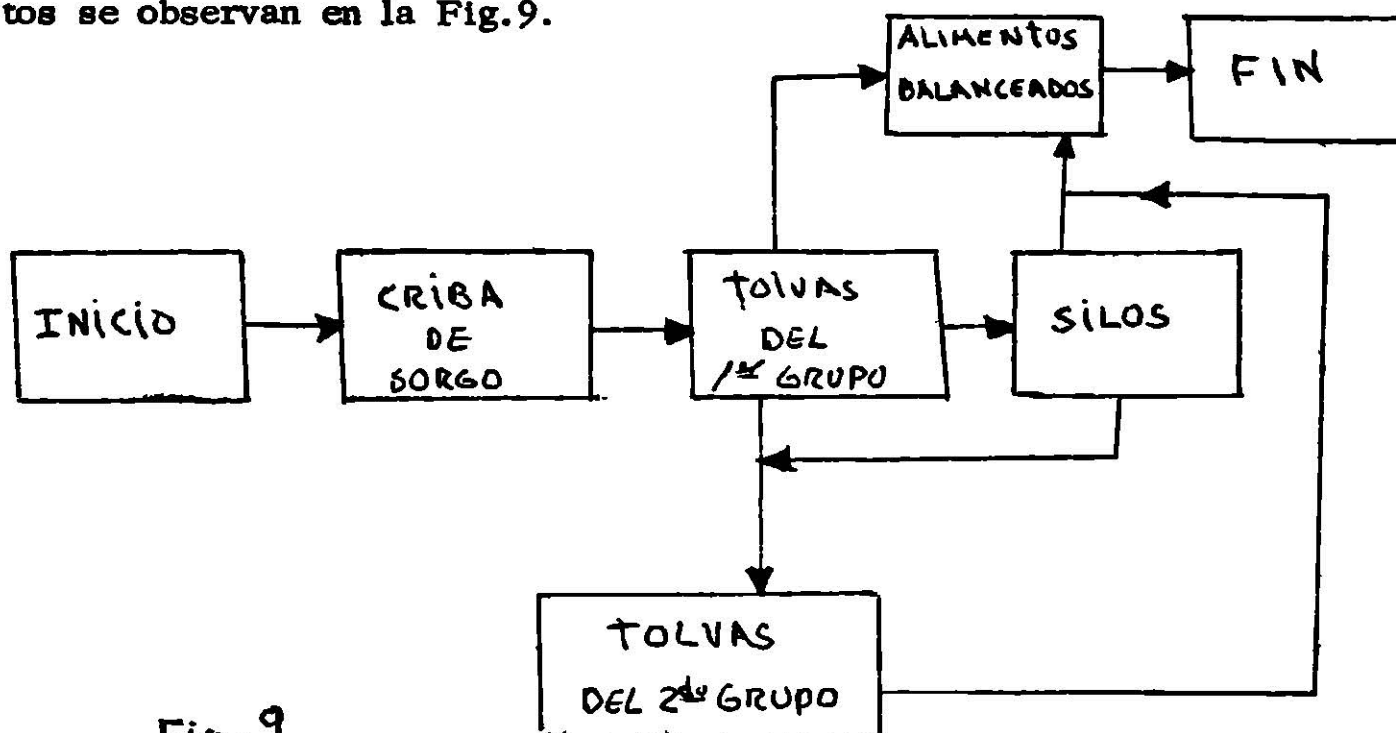 tos se observan en la Fig.9.
ALIMENTOS
BALANCEADOS
FIN
INICIO
CRIBA
DE
SORGO
TOLVAS
DEL
1er GRUPO
SILOS
TOLVAS
DEL 2do GRUPO
Fig. 9